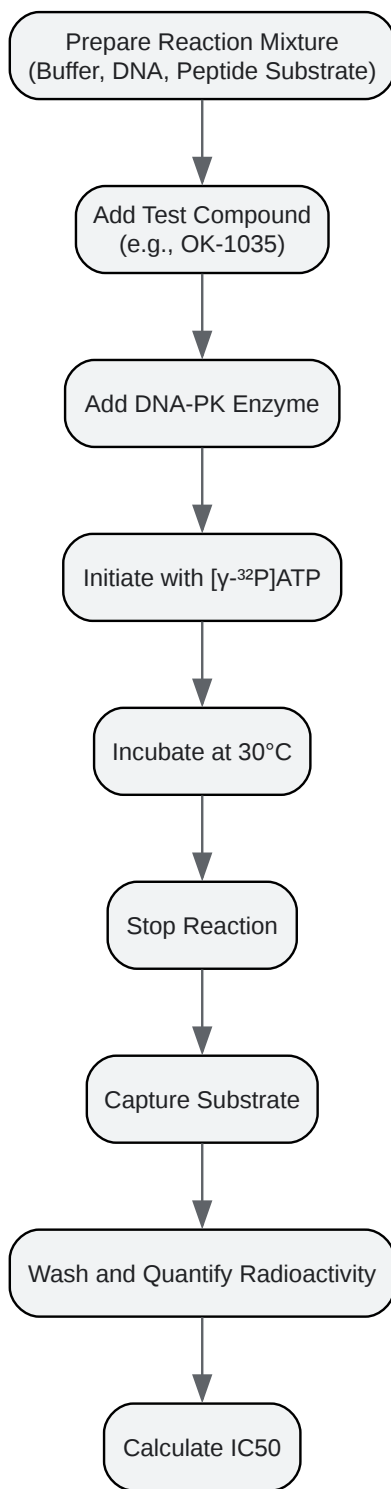 Prepare Reaction Mixture
(Buffer, DNA, Peptide Substrate)
Add Test Compound
(e.g., OK-1035)
Add DNA-PK Enzyme
Initiate with [γ-³²P]ATP
Incubate at 30°C
Stop Reaction
Capture Substrate
Wash and Quantify Radioactivity
Calculate IC50